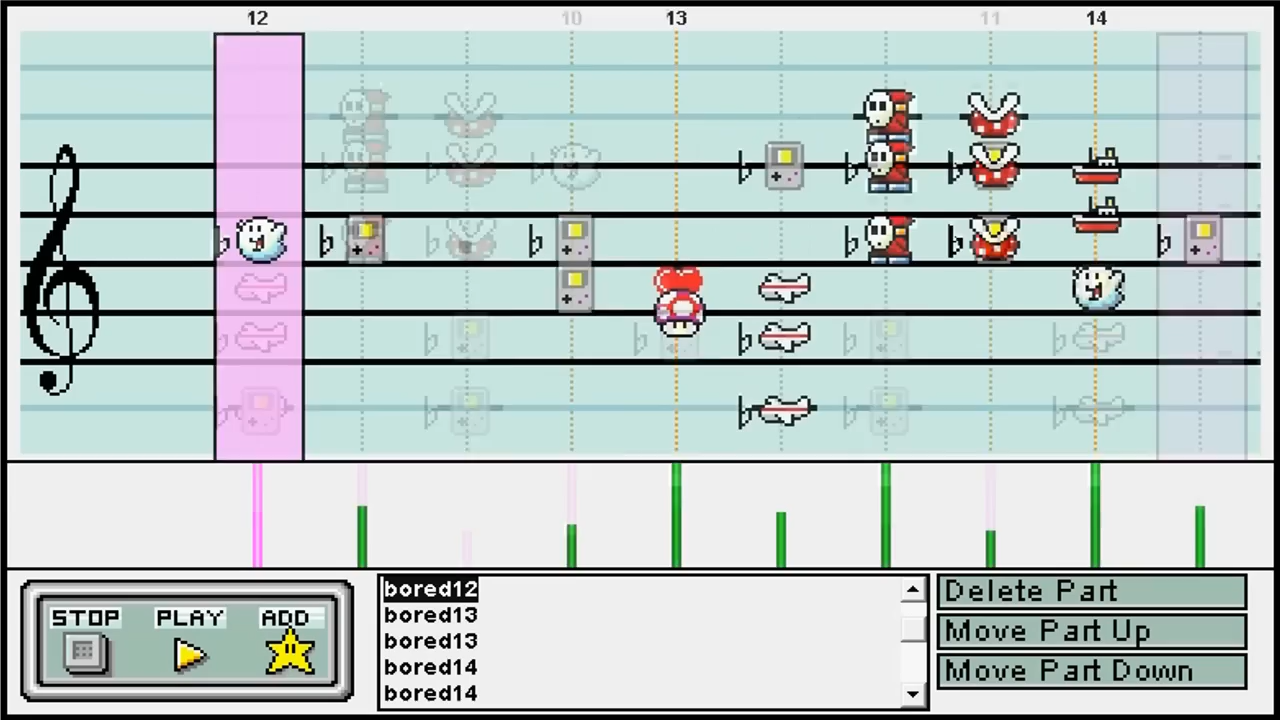 12 10 13 11 14
STOP PLAY ADD
bored12
bored13
bored13
bored14
bored14
Delete Part
Move Part Up
Move Part Down